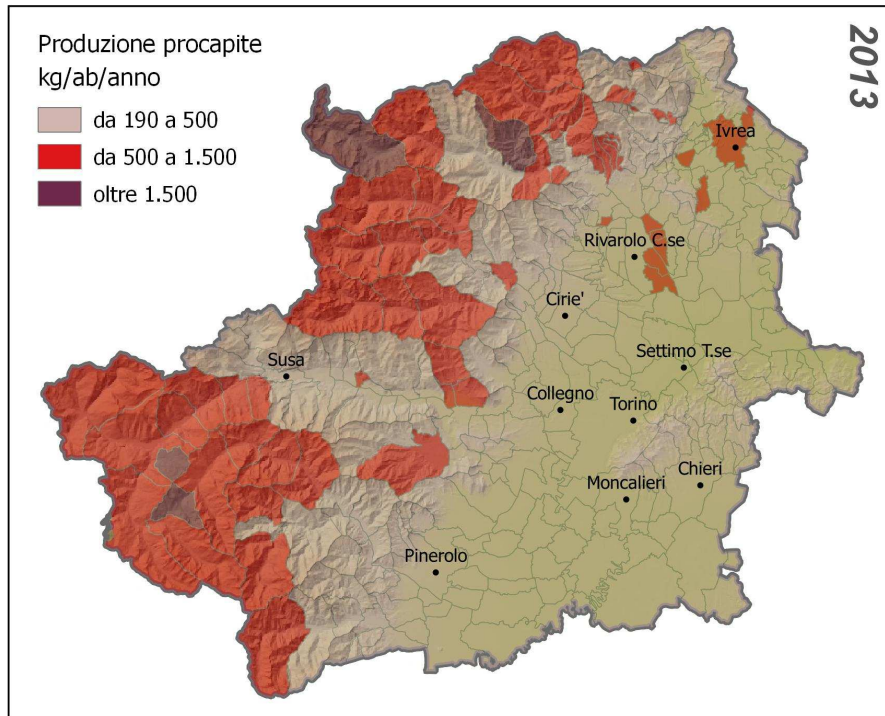 Produzione procapite
kg/ab/anno
da 190 a 500
da 500 a 1.500
oltre 1.500
2013
Ivrea
Rivarolo C.se
Cirie'
Susa
Settimo T.se
Collegno
Torino
Moncalieri
Chieri
Pinerolo